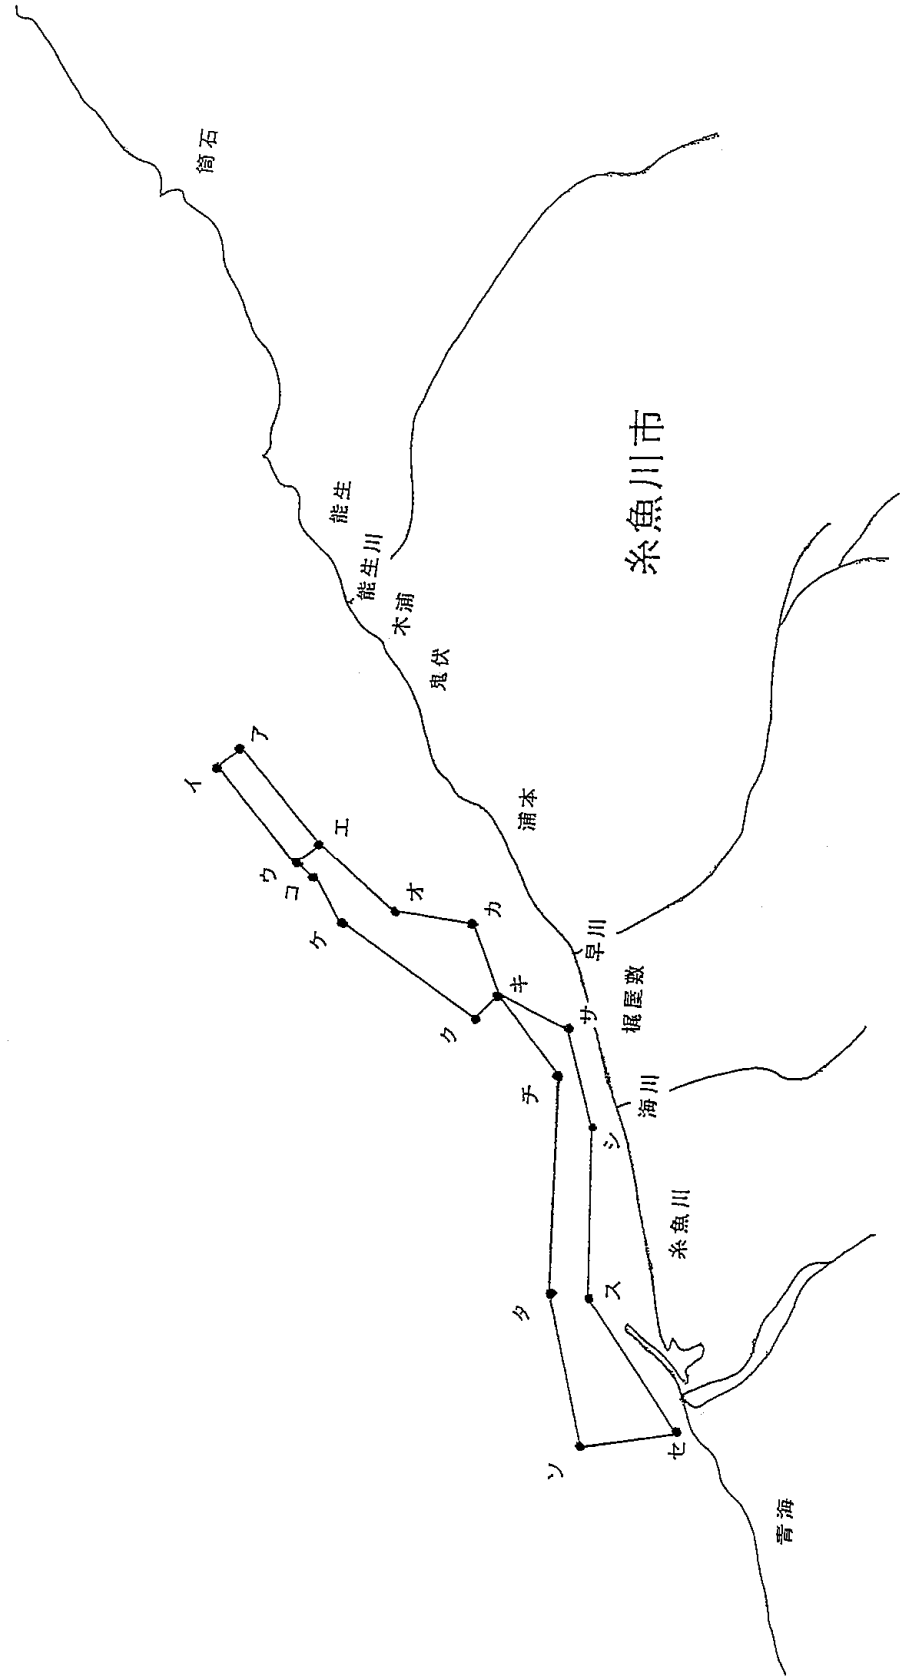 筒石
能生
能生川
木浦
鬼伏
浦本
早川
梶屋敷
海川
糸魚川
青海
糸魚川市
ア
イ
ウ
エ
オ
カ
キ
ク
ケ
コ
サ
シ
ス
セ
ソ
タ
チ